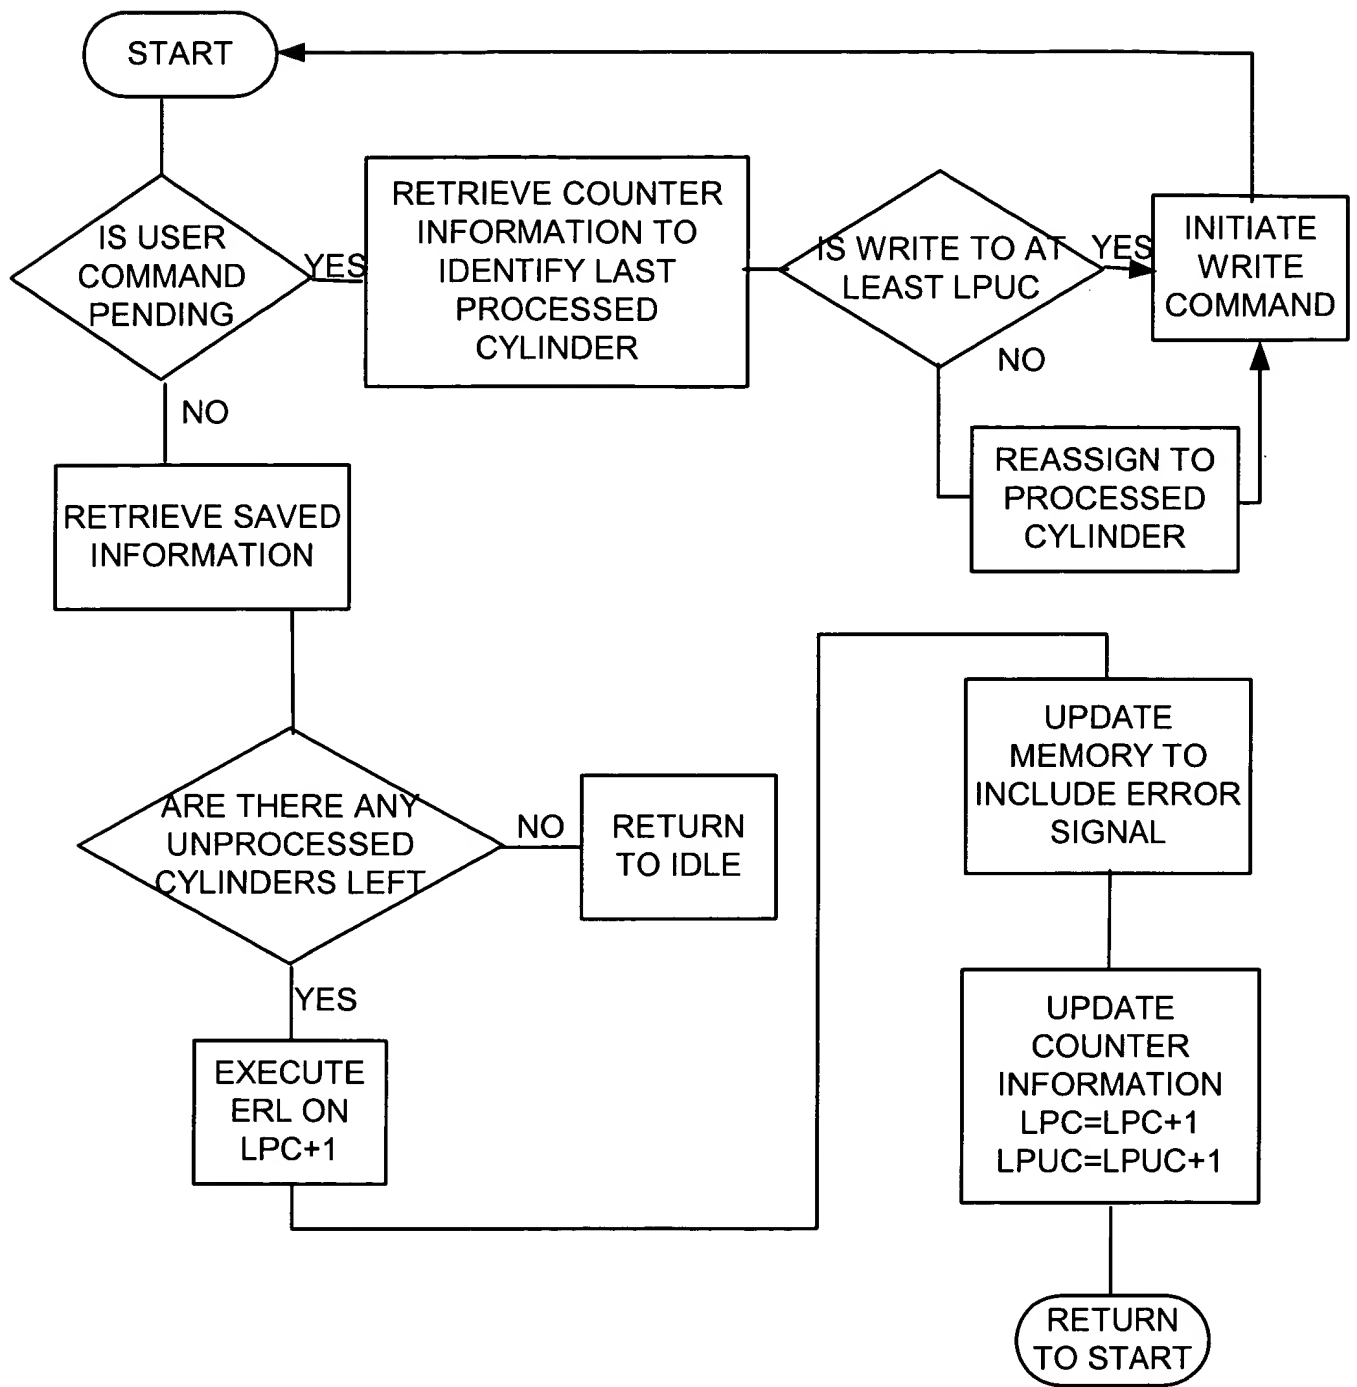 START
IS USER
COMMAND
PENDING
YES
RETRIEVE COUNTER
INFORMATION TO
IDENTIFY LAST
PROCESSED
CYLINDER
IS WRITE TO AT
LEAST LPUC
YES
INITIATE
WRITE
COMMAND
NO
REASSIGN TO
PROCESSED
CYLINDER
NO
RETRIEVE SAVED
INFORMATION
ARE THERE ANY
UNPROCESSED
CYLINDERS LEFT
NO
RETURN
TO IDLE
YES
EXECUTE
ERL ON
LPC+1
UPDATE
MEMORY TO
INCLUDE ERROR
SIGNAL
UPDATE
COUNTER
INFORMATION
LPC=LPC+1
LPUC=LPUC+1
RETURN
TO START